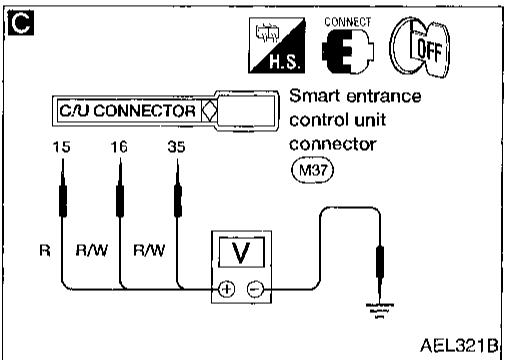 C
CONNECT
H.S.
OFF
C/U CONNECTOR
Smart entrance
control unit
connector
M37
15 16 35
R R/W R/W
V
+ −
AEL321B